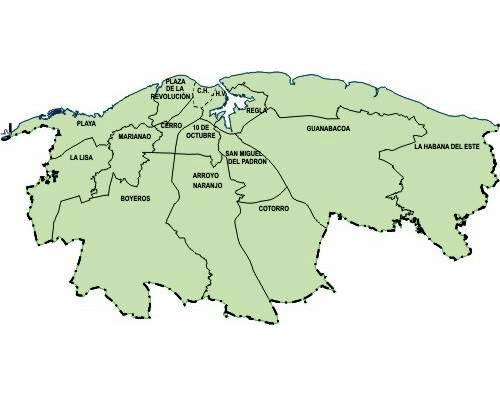 PLAZA
DE LA
REVOLUCIÓN
C.H.
H.V.
REGLA
PLAYA
MARIANAO
CERRO
10 DE
OCTUBRE
GUANABACOA
LA HABANA DEL ESTE
LA LISA
SAN MIGUEL
DEL PADRON
ARROYO
NARANJO
BOYEROS
COTORRO